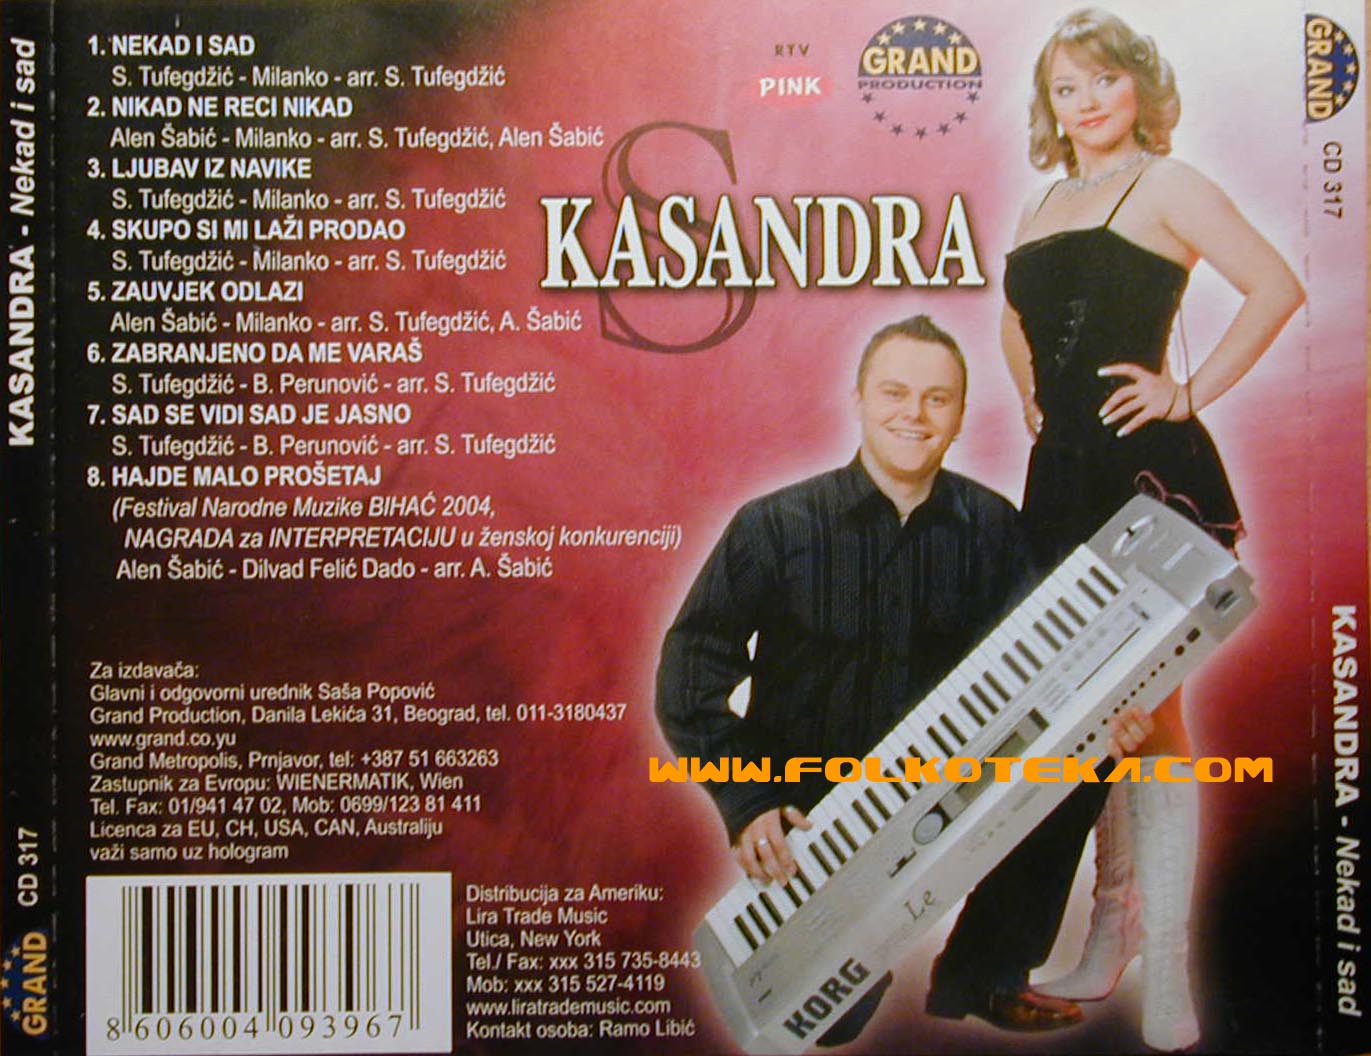 KASANDRA - Nekad i sad
CD 317
GRAND
1. NEKAD I SAD
S. Tufegdžić - Milanko - arr. S. Tufegdžić
2. NIKAD NE RECI NIKAD
Alen Šabić - Milanko - arr. S. Tufegdžić, Alen Šabić
3. LJUBAV IZ NAVIKE
S. Tufegdžić - Milanko - arr. S. Tufegdžić
4. SKUPO SI MI LAŽI PRODAO
S. Tufegdžić - Milanko - arr. S. Tufegdžić
5. ZAUVJEK ODLAZI
Alen Šabić - Milanko - arr. S. Tufegdžić, A. Šabić
6. ZABRANJENO DA ME VARAŠ
S. Tufegdžić - B. Perunović - arr. S. Tufegdžić
7. SAD SE VIDI SAD JE JASNO
S. Tufegdžić - B. Perunović - arr. S. Tufegdžić
8. HAJDE MALO PROŠETAJ
(Festival Narodne Muzike BIHAĆ 2004,
NAGRADA za INTERPRETACIJU u ženskoj konkurenciji)
Alen Šabić - Dilvad Felić Dado - arr. A. Šabić
RTV
PINK
GRAND
PRODUCTION
S
KASANDRA
Za izdavača:
Glavni i odgovorni urednik Saša Popović
Grand Production, Danila Lekića 31, Beograd, tel. 011-3180437
www.grand.co.yu
Grand Metropolis, Prnjavor, tel: +387 51 663263
Zastupnik za Evropu: WIENERMATIK, Wien
Tel. Fax: 01/941 47 02, Mob: 0699/123 81 411
Licenca za EU, CH, USA, CAN, Australiju
važi samo uz hologram
8 606004 093967
Distribucija za Ameriku:
Lira Trade Music
Utica, New York
Tel./ Fax: xxx 315 735-8443
Mob: xxx 315 527-4119
www.liratrademusic.com
Kontakt osoba: Ramo Libić
WWW.FOLKOTEKA.COM
KORG
Le
GRAND
CD 317
KASANDRA - Nekad i sad